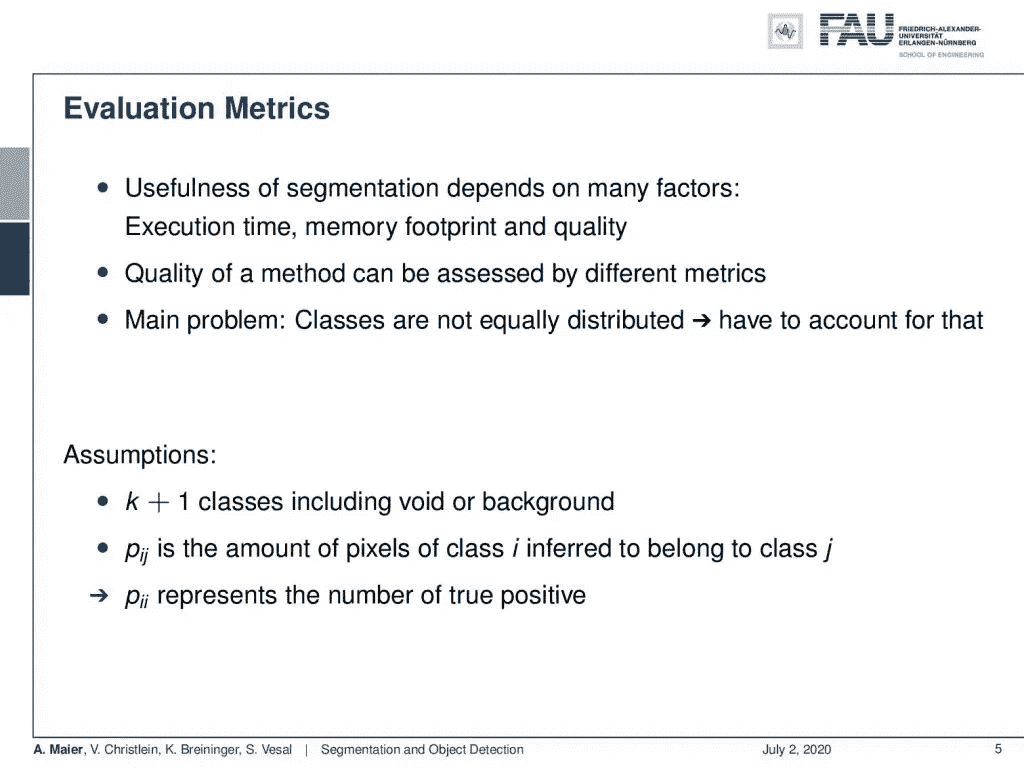 FAU
FRIEDRICH-ALEXANDER-
UNIVERSITÄT
ERLANGEN-NÜRNBERG
SCHOOL OF ENGINEERING
Evaluation Metrics
• Usefulness of segmentation depends on many factors:
Execution time, memory footprint and quality
• Quality of a method can be assessed by different metrics
• Main problem: Classes are not equally distributed ➔ have to account for that
Assumptions:
• k + 1 classes including void or background
• pij is the amount of pixels of class i inferred to belong to class j
➔ pii represents the number of true positive
A. Maier, V. Christlein, K. Breininger, S. Vesal | Segmentation and Object Detection July 2, 2020 5